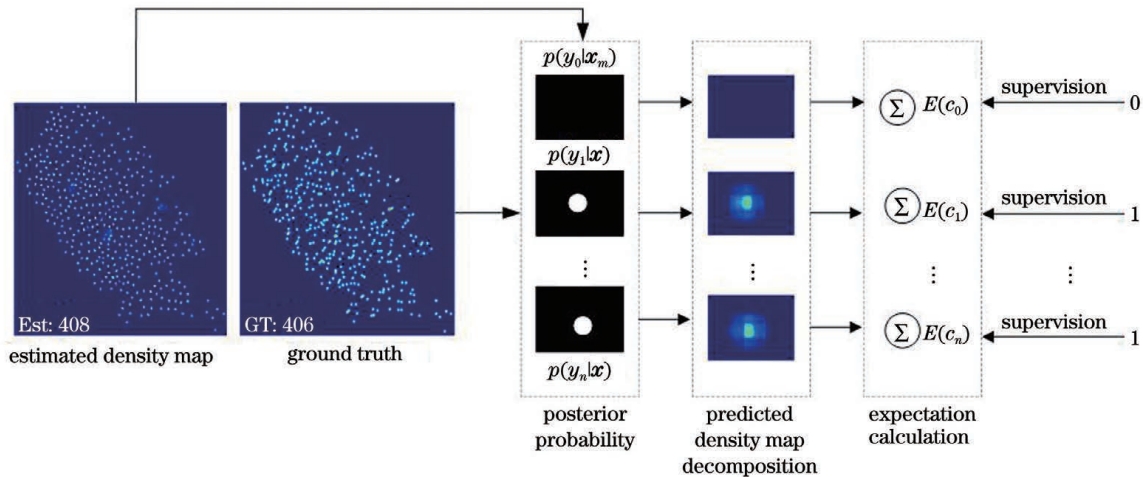 p(y₀|xₘ)
supervision
Σ E(c₀)
0
p(y₁|x)
supervision
Σ E(c₁)
1
⋮ ⋮ ⋮ ⋮
Est: 408
GT: 406
supervision
Σ E(cₙ)
1
estimated density map
ground truth
p(yₙ|x)
posterior
probability
predicted
density map
decomposition
expectation
calculation